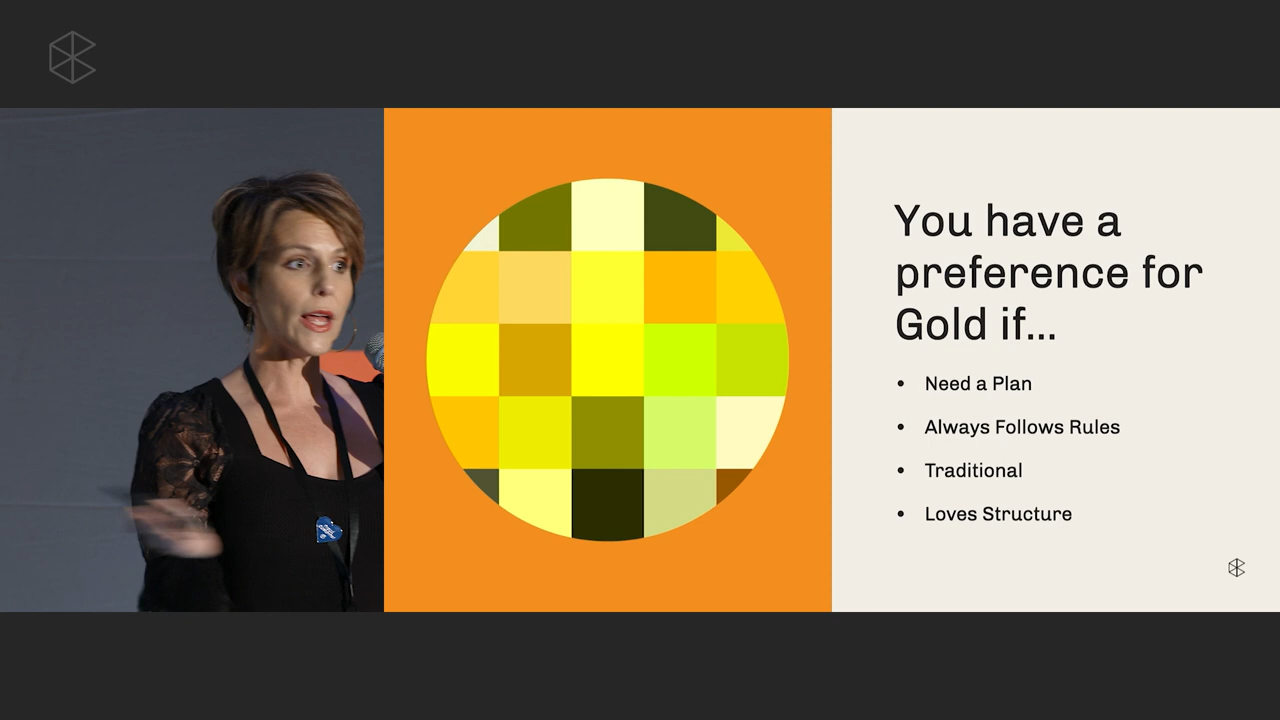 You have a
preference for
Gold if...
• Need a Plan
• Always Follows Rules
• Traditional
• Loves Structure